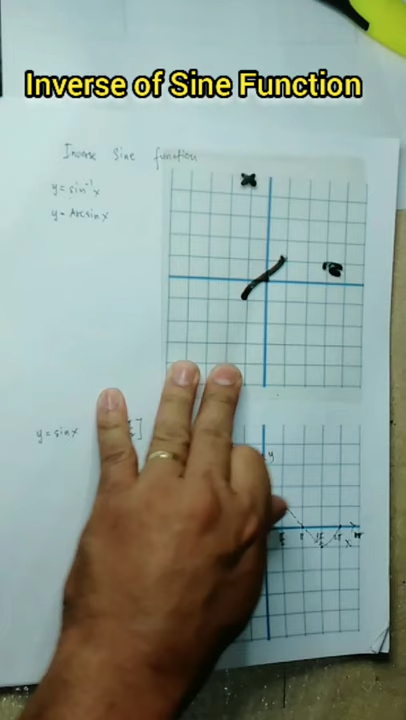 Inverse of Sine Function
Inverse Sine function
y = sin⁻¹x
y = Arcsin x
y = sin x
]
y
π
x